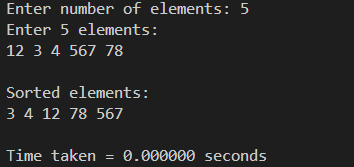 Enter number of elements: 5
Enter 5 elements:
12 3 4 567 78
Sorted elements:
3 4 12 78 567
Time taken = 0.000000 seconds